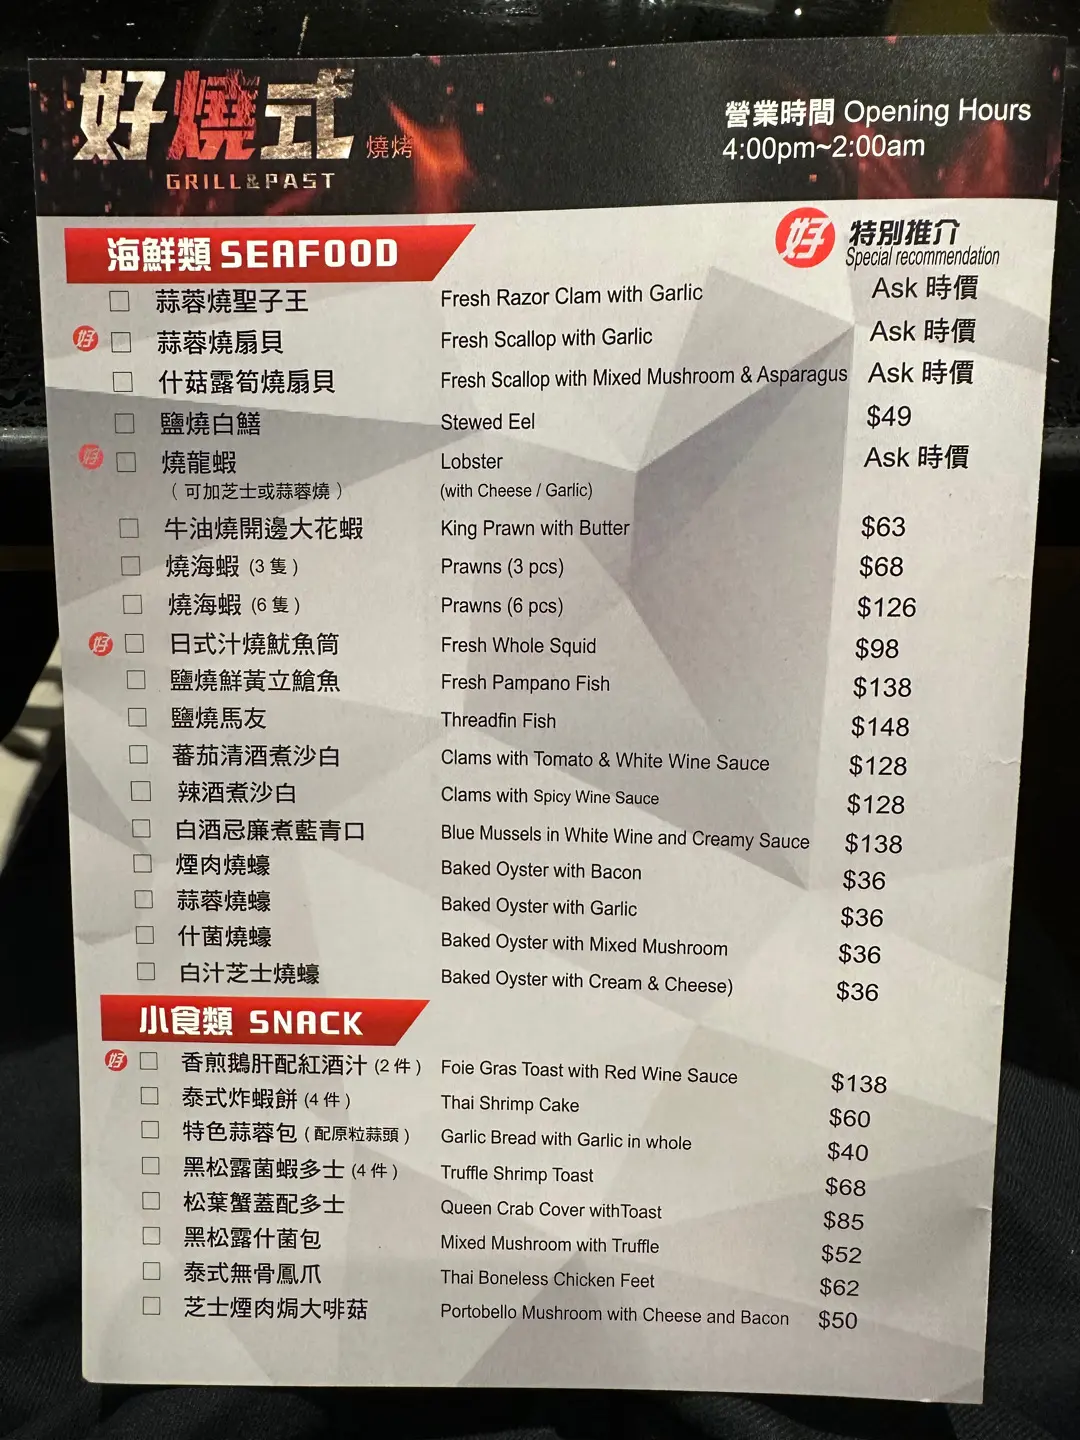 好燒式 燒烤
GRILL&PAST
營業時間 Opening Hours
4:00pm~2:00am
海鮮類 SEAFOOD
好 特別推介
Special recommendation
蒜蓉燒聖子王 Fresh Razor Clam with Garlic Ask 時價
好 蒜蓉燒扇貝 Fresh Scallop with Garlic Ask 時價
什菇露筍燒扇貝 Fresh Scallop with Mixed Mushroom & Asparagus Ask 時價
鹽燒白鱔 Stewed Eel $49
好 燒龍蝦 Lobster Ask 時價
（可加芝士或蒜蓉燒） (with Cheese / Garlic)
牛油燒開邊大花蝦 King Prawn with Butter $63
燒海蝦 (3 隻) Prawns (3 pcs) $68
燒海蝦 (6 隻) Prawns (6 pcs) $126
好 日式汁燒魷魚筒 Fresh Whole Squid $98
鹽燒鮮黃立鱠魚 Fresh Pampano Fish $138
鹽燒馬友 Threadfin Fish $148
蕃茄清酒煮沙白 Clams with Tomato & White Wine Sauce $128
辣酒煮沙白 Clams with Spicy Wine Sauce $128
白酒忌廉煮藍青口 Blue Mussels in White Wine and Creamy Sauce $138
煙肉燒蠔 Baked Oyster with Bacon $36
蒜蓉燒蠔 Baked Oyster with Garlic $36
什菌燒蠔 Baked Oyster with Mixed Mushroom $36
白汁芝士燒蠔 Baked Oyster with Cream & Cheese) $36
小食類 SNACK
好 香煎鵝肝配紅酒汁 (2 件) Foie Gras Toast with Red Wine Sauce $138
泰式炸蝦餅 (4 件) Thai Shrimp Cake $60
特色蒜蓉包 (配原粒蒜頭) Garlic Bread with Garlic in whole $40
黑松露菌蝦多士 (4 件) Truffle Shrimp Toast $68
松葉蟹蓋配多士 Queen Crab Cover withToast $85
黑松露什菌包 Mixed Mushroom with Truffle $52
泰式無骨鳳爪 Thai Boneless Chicken Feet $62
芝士煙肉焗大啡菇 Portobello Mushroom with Cheese and Bacon $50